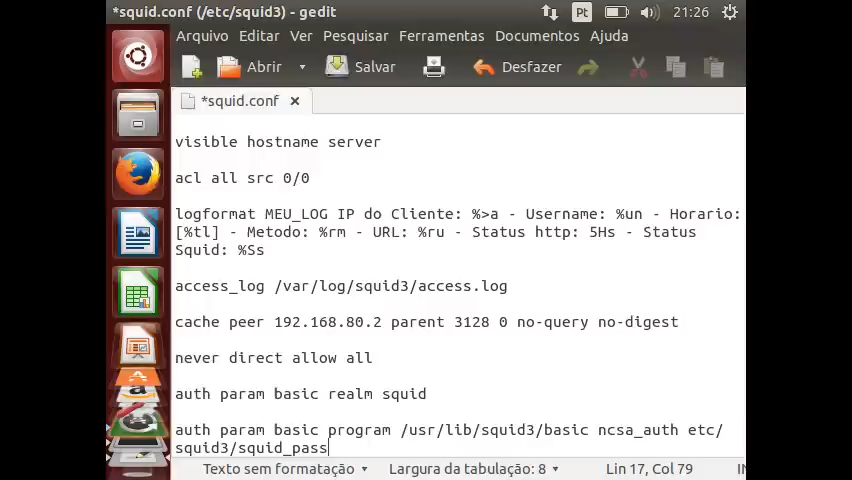 *squid.conf (/etc/squid3) - gedit
Pt
21:26
Arquivo Editar Ver Pesquisar Ferramentas Documentos Ajuda
Abrir
Salvar
Desfazer
*squid.conf
visible hostname server
acl all src 0/0
logformat MEU_LOG IP do Cliente: %>a - Username: %un - Horario:
[%tl] - Metodo: %rm - URL: %ru - Status http: 5Hs - Status
Squid: %Ss
access_log /var/log/squid3/access.log
cache peer 192.168.80.2 parent 3128 0 no-query no-digest
never direct allow all
auth param basic realm squid
auth param basic program /usr/lib/squid3/basic ncsa_auth etc/
squid3/squid_pass
Texto sem formatação
Largura da tabulação: 8
Lin 17, Col 79
IN